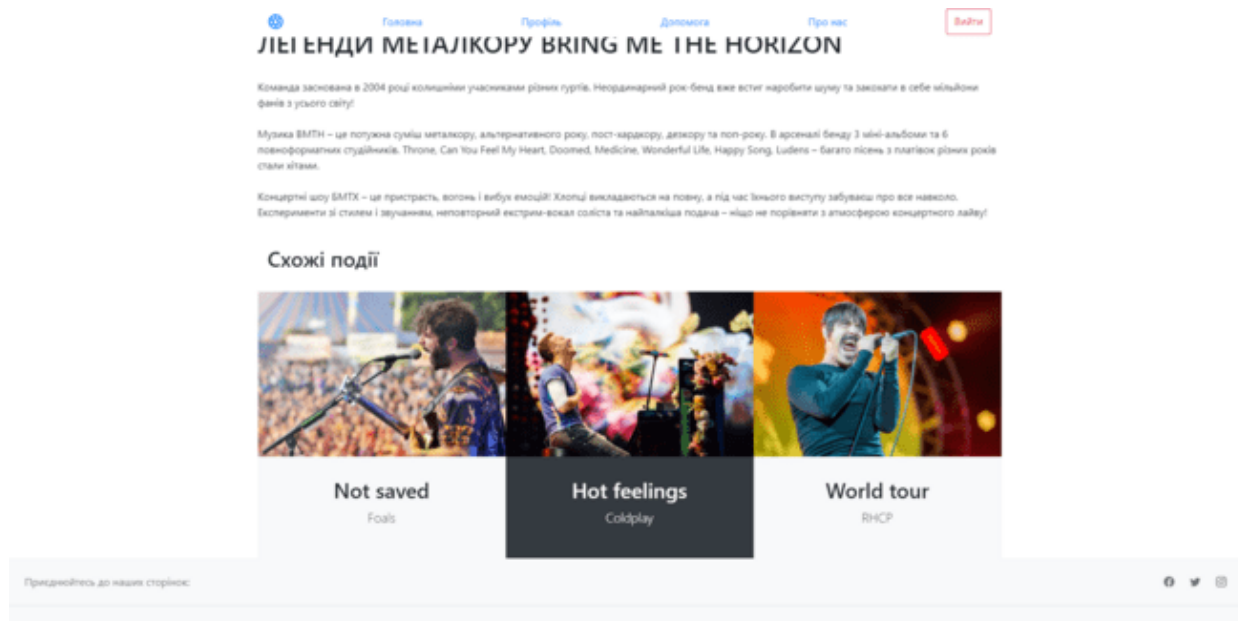 Головна Профіль Допомога Про нас Вийти
ЛЕГЕНДИ МЕТАЛКОРУ BRING ME THE HORIZON
Команда заснована в 2004 році колишніми учасниками різних гуртів. Неординарний рок-бенд вже встиг наробити шуму та закохати в себе мільйони
фанів з усього світу!
Музика BMTH – це потужна суміш металкору, альтернативного року, пост-хардкору, дезкору та поп-року. В арсеналі бенду 3 міні-альбоми та 6
повноформатних студійників. Throne, Can You Feel My Heart, Doomed, Medicine, Wonderful Life, Happy Song, Ludens – багато пісень з платівок різних років
стали хітами.
Концертні шоу БМТХ – це пристрасть, вогонь і вибух емоцій! Хлопці викладаються на повну, а під час їхнього виступу забуваєш про все навколо.
Експерименти зі стилем і звучанням, неповторний екстрим-вокал соліста та найпалкіша подача – ніщо не порівняти з атмосферою концертного лайву!
Схожі події
Not saved Hot feelings World tour
Foals Coldplay RHCP
Приєднюйтесь до наших сторінок: